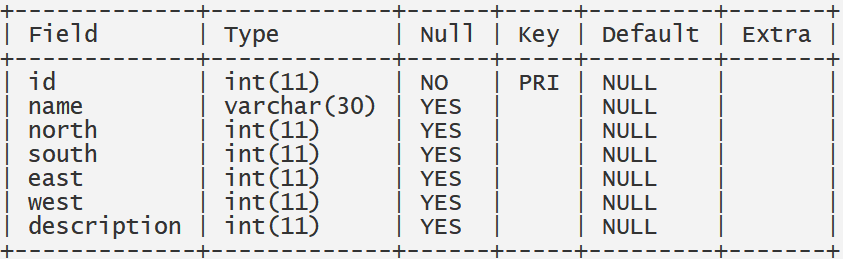 +-------------+-------------+------+-----+---------+-------+
| Field       | Type        | Null | Key | Default | Extra |
+-------------+-------------+------+-----+---------+-------+
| id          | int(11)     | NO   | PRI | NULL    |       |
| name        | varchar(30) | YES  |     | NULL    |       |
| north       | int(11)     | YES  |     | NULL    |       |
| south       | int(11)     | YES  |     | NULL    |       |
| east        | int(11)     | YES  |     | NULL    |       |
| west        | int(11)     | YES  |     | NULL    |       |
| description | int(11)     | YES  |     | NULL    |       |
+-------------+-------------+------+-----+---------+-------+